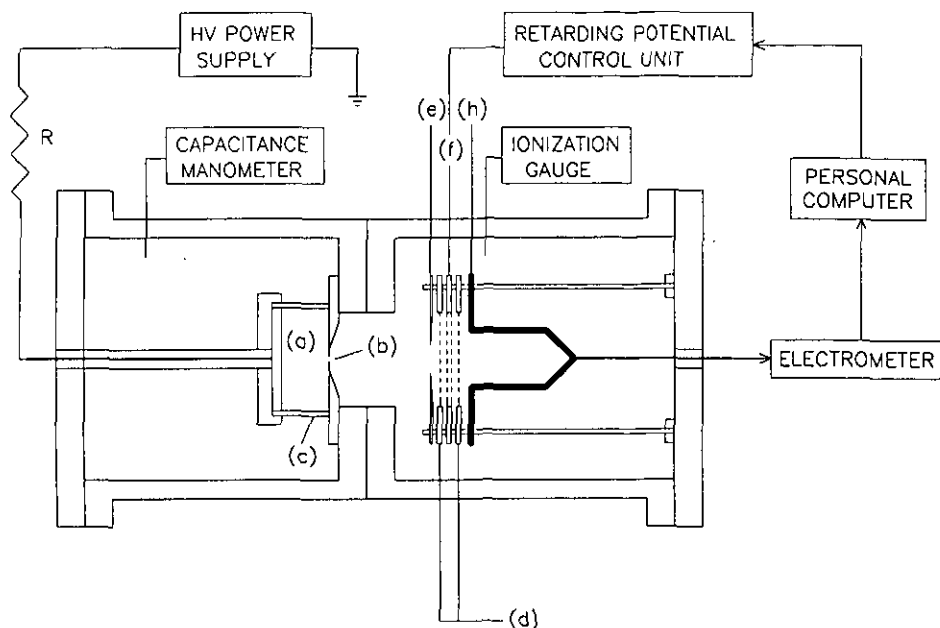 HV POWER
SUPPLY
RETARDING POTENTIAL
CONTROL UNIT
R
CAPACITANCE
MANOMETER
(e)
(h)
(f)
IONIZATION
GAUGE
PERSONAL
COMPUTER
(a)
(b)
ELECTROMETER
(c)
(d)